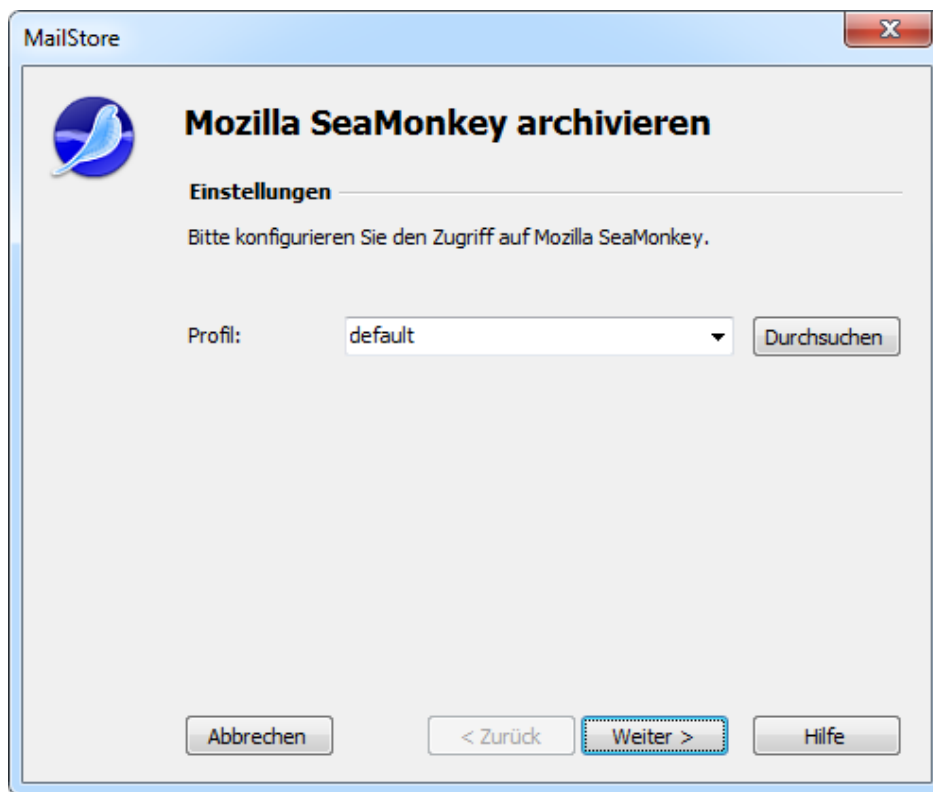 MailStore
Mozilla SeaMonkey archivieren
Einstellungen
Bitte konfigurieren Sie den Zugriff auf Mozilla SeaMonkey.
Profil: default Durchsuchen
Abbrechen < Zurück Weiter > Hilfe